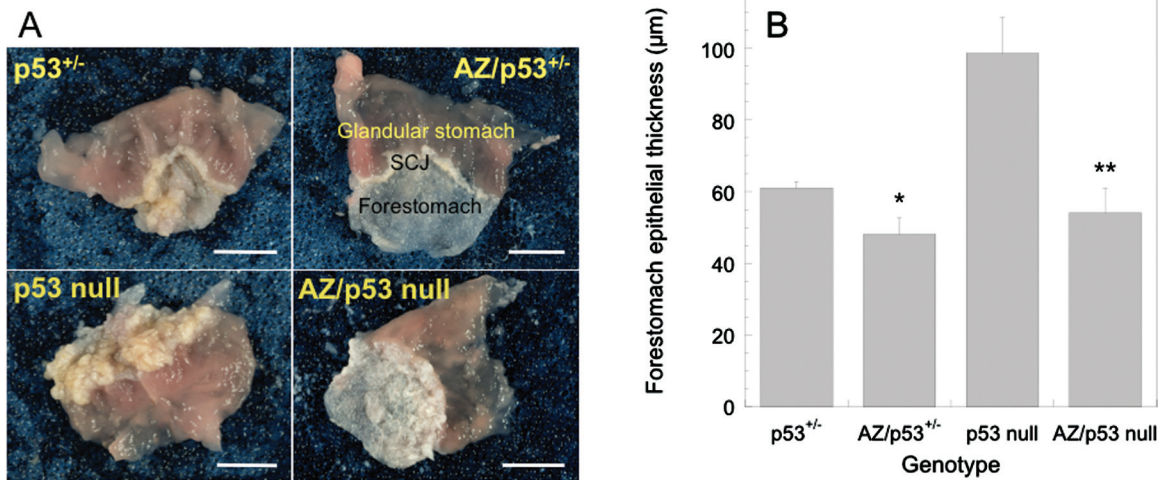 A
p53+/-
AZ/p53+/-
Glandular stomach
SCJ
Forestomach
p53 null
AZ/p53 null
B
Forestomach epithelial thickness (µm)
100
80
60
40
20
0
*
**
p53+/-
AZ/p53+/-
p53 null
AZ/p53 null
Genotype